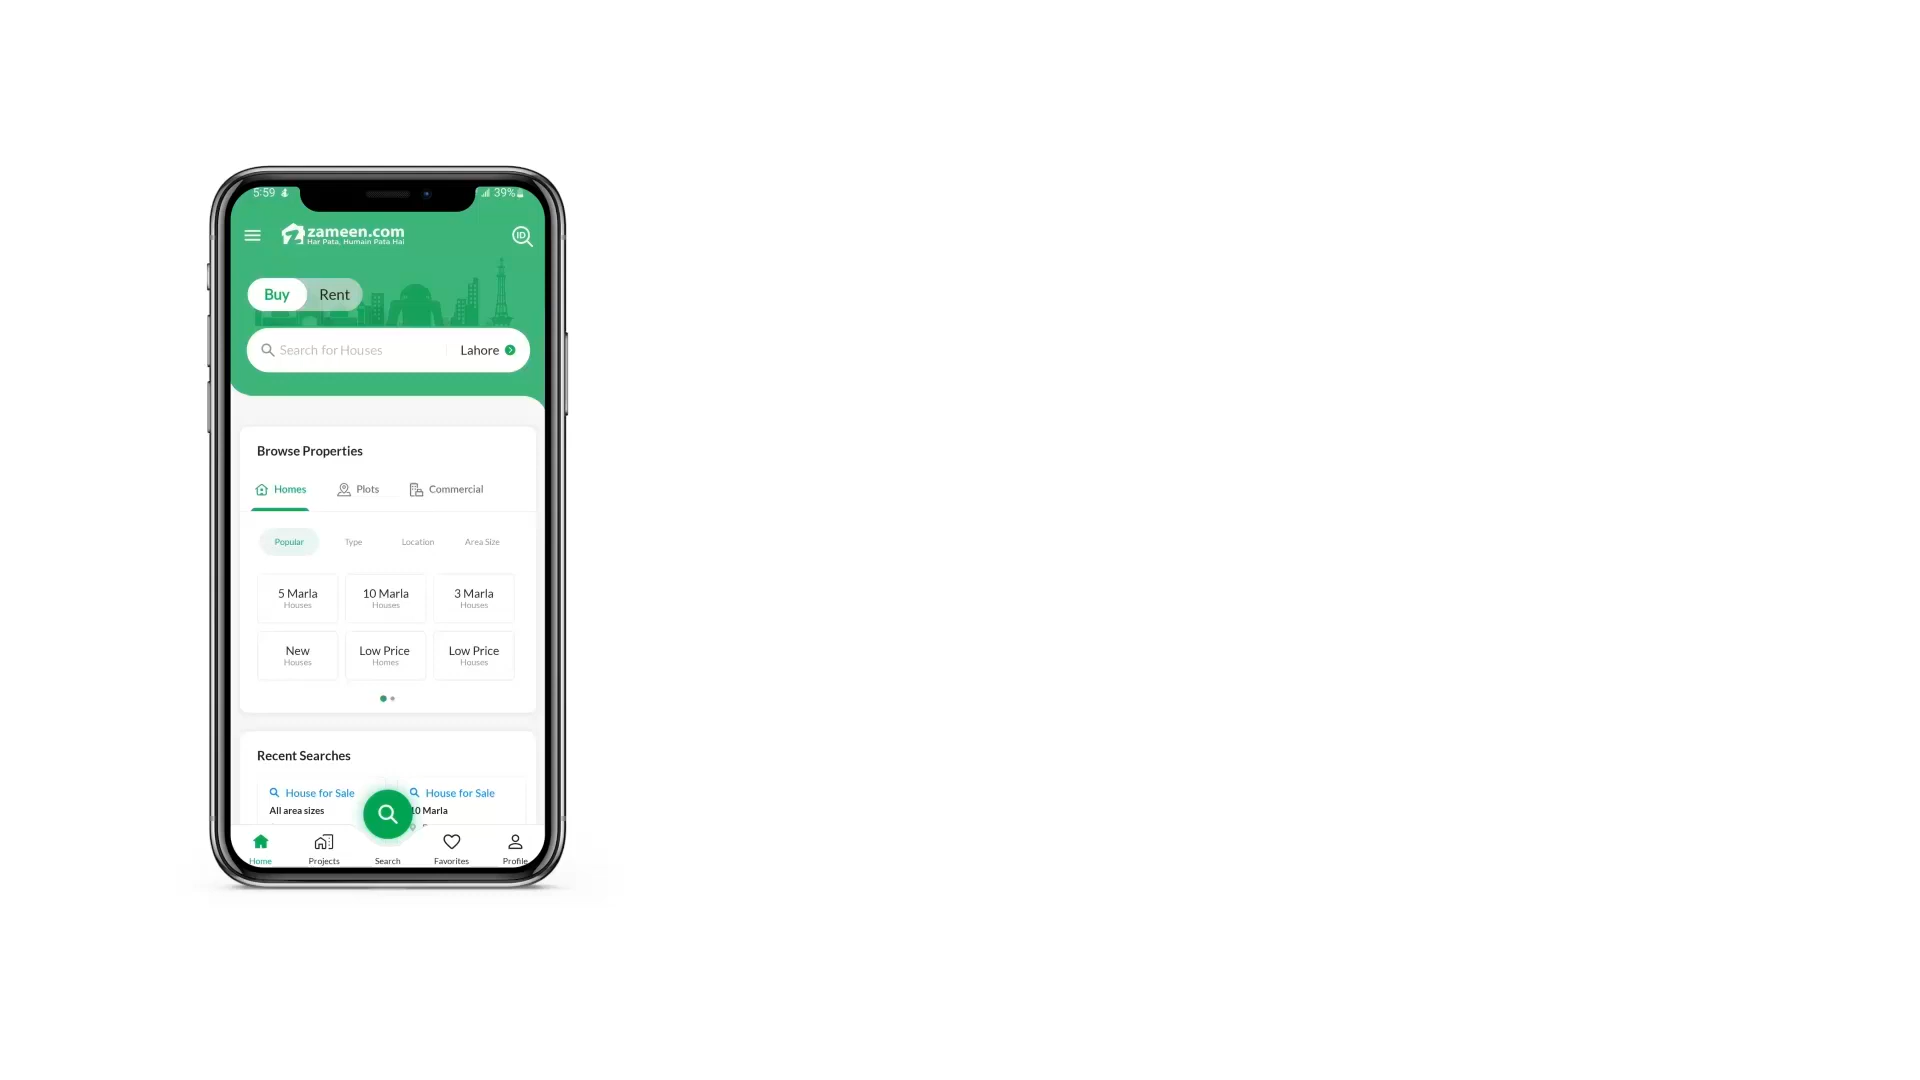 5:59
39%
zameen.com
Har Pata, Humain Pata Hai
ID
Buy
Rent
Search for Houses
Lahore
Browse Properties
Homes
Plots
Commercial
Popular
Type
Location
Area Size
5 Marla
Houses
10 Marla
Houses
3 Marla
Houses
New
Houses
Low Price
Homes
Low Price
Houses
Recent Searches
House for Sale
All area sizes
House for Sale
10 Marla
Home
Projects
Search
Favorites
Profile